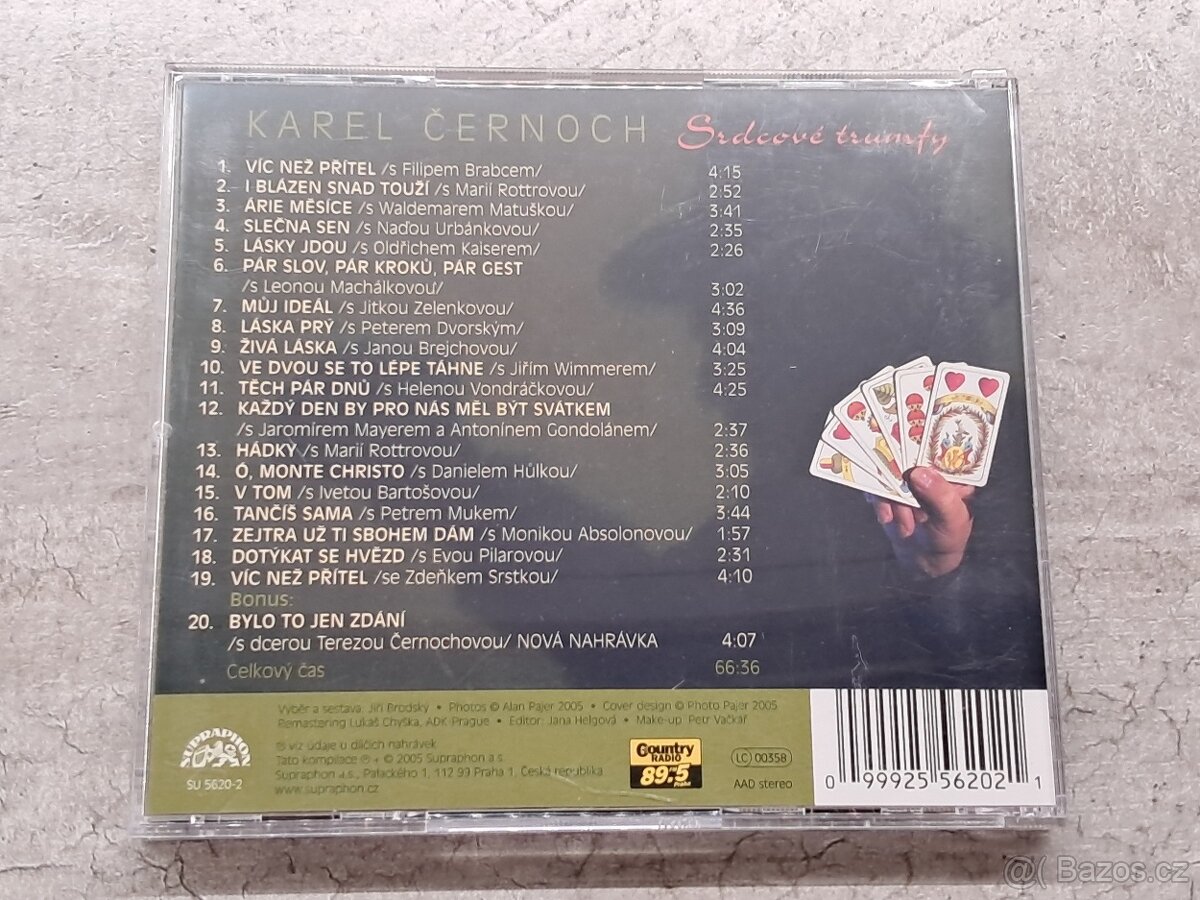 KAREL ČERNOCH Srdcové trumfy
1. VÍC NEŽ PŘÍTEL /s Filipem Brabcem/ 4:15
2. I BLÁZEN SNAD TOUŽÍ /s Marií Rottrovou/ 2:52
3. ÁRIE MĚSÍCE /s Waldemarem Matuškou/ 3:41
4. SLEČNA SEN /s Naďou Urbánkovou/ 2:35
5. LÁSKY JDOU /s Oldřichem Kaiserem/ 2:26
6. PÁR SLOV, PÁR KROKŮ, PÁR GEST
/s Leonou Machálkovou/ 3:02
7. MŮJ IDEÁL /s Jitkou Zelenkovou/ 4:36
8. LÁSKA PRÝ /s Peterem Dvorským/ 3:09
9. ŽIVÁ LÁSKA /s Janou Brejchovou/ 4:04
10. VE DVOU SE TO LÉPE TÁHNE /s Jiřím Wimmerem/ 3:25
11. TĚCH PÁR DNŮ /s Helenou Vondráčkovou/ 4:25
12. KAŽDÝ DEN BY PRO NÁS MĚL BÝT SVÁTKEM
/s Jaromírem Mayerem a Antonínem Gondolánem/ 2:37
13. HÁDKY /s Marií Rottrovou/ 2:36
14. Ó, MONTE CHRISTO /s Danielem Hůlkou/ 3:05
15. V TOM /s Ivetou Bartošovou/ 2:10
16. TANČÍŠ SAMA /s Petrem Mukem/ 3:44
17. ZEJTRA UŽ TI SBOHEM DÁM /s Monikou Absolonovou/ 1:57
18. DOTÝKAT SE HVĚZD /s Evou Pilarovou/ 2:31
19. VÍC NEŽ PŘÍTEL /se Zdeňkem Srstkou/ 4:10
Bonus:
20. BYLO TO JEN ZDÁNÍ
/s dcerou Terezou Černochovou/ NOVÁ NAHRÁVKA 4:07
Celkový čas 66:36
Výběr a sestava: Jiří Brodský • Photos © Alan Pajer 2005 • Cover design © Photo Pajer 2005
Remastering Lukáš Chyška, ADK Prague • Editor: Jana Helgová • Make-up: Petr Vačkář
℗ viz údaje u dílčích nahrávek
Tato kompilace ℗ + © 2005 Supraphon a.s.
Supraphon a.s., Palackého 1, 112 99 Praha 1, Česká republika
www.supraphon.cz
SUPRAPHON
SU 5620-2
Country
RADIO
89.5
Praha
LC 00358
AAD stereo
0 99925 56202 1
@( Bazos.cz